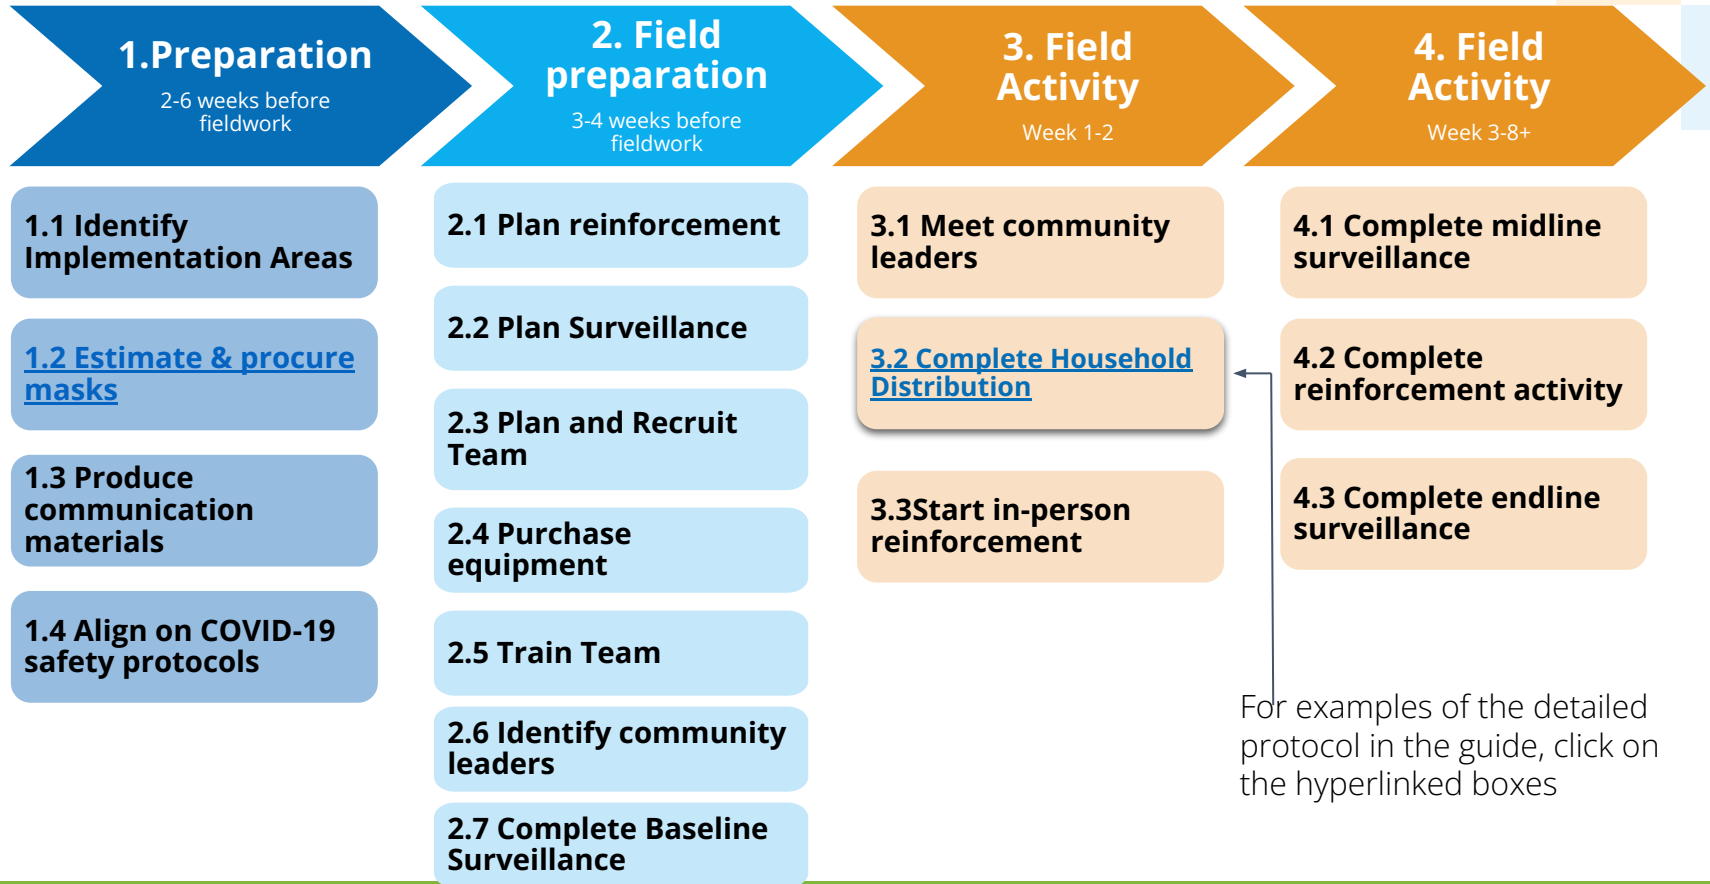 1.Preparation
2-6 weeks before
fieldwork
2. Field
preparation
3-4 weeks before
fieldwork
3. Field
Activity
Week 1-2
4. Field
Activity
Week 3-8+
1.1 Identify
Implementation Areas
1.2 Estimate & procure
masks
1.3 Produce
communication
materials
1.4 Align on COVID-19
safety protocols
2.1 Plan reinforcement
2.2 Plan Surveillance
2.3 Plan and Recruit
Team
2.4 Purchase
equipment
2.5 Train Team
2.6 Identify community
leaders
2.7 Complete Baseline
Surveillance
3.1 Meet community
leaders
3.2 Complete Household
Distribution
3.3Start in-person
reinforcement
4.1 Complete midline
surveillance
4.2 Complete
reinforcement activity
4.3 Complete endline
surveillance
For examples of the detailed
protocol in the guide, click on
the hyperlinked boxes